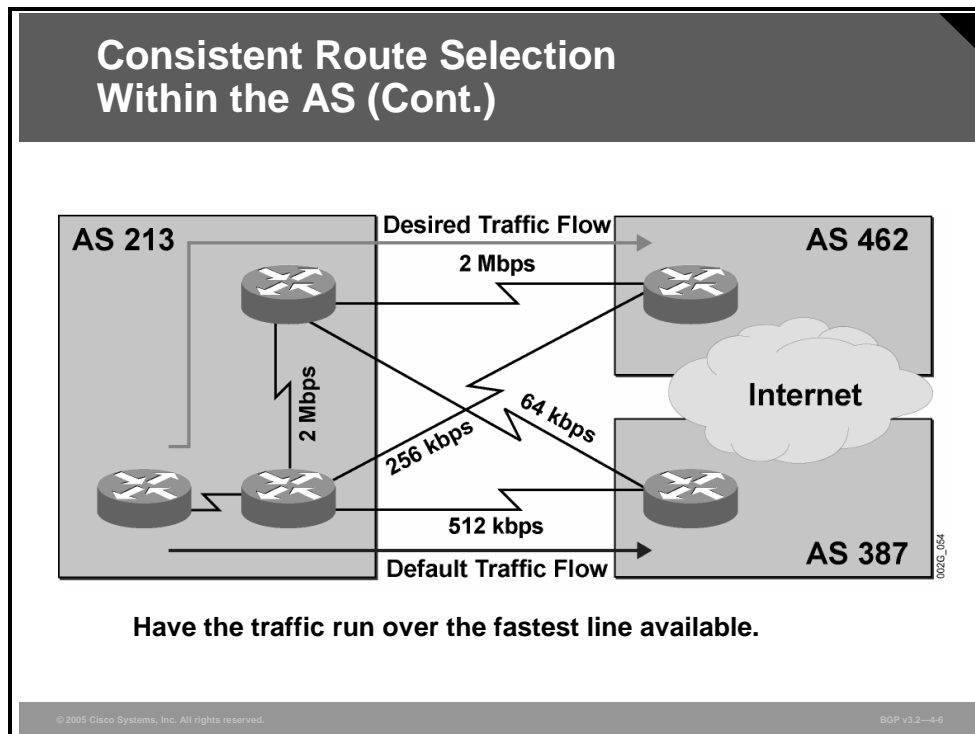 Consistent Route Selection
Within the AS (Cont.)
AS 213
Desired Traffic Flow
AS 462
2 Mbps
2 Mbps
256 kbps
64 kbps
Internet
512 kbps
Default Traffic Flow
AS 387
002G_054
Have the traffic run over the fastest line available.
© 2005 Cisco Systems, Inc. All rights reserved.
BGP v3.2—4-6